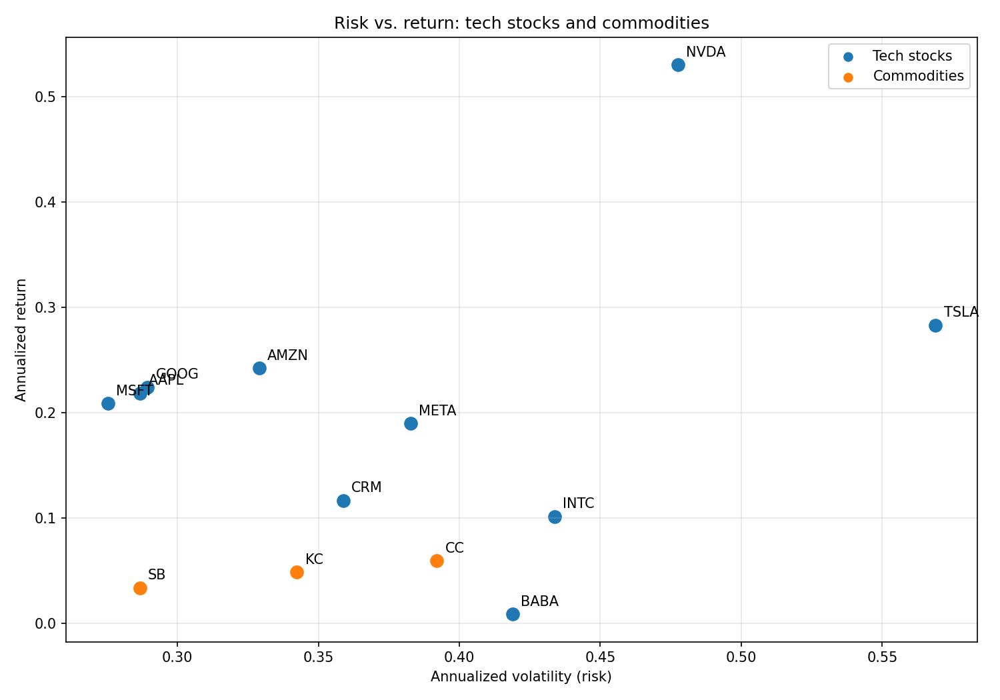 Risk vs. return: tech stocks and commodities
Tech stocks
Commodities
NVDA
TSLA
AMZN
GOOG
AAPL
MSFT
META
CRM
INTC
CC
KC
SB
BABA
Annualized return
0.5
0.4
0.3
0.2
0.1
0.0
0.30 0.35 0.40 0.45 0.50 0.55
Annualized volatility (risk)